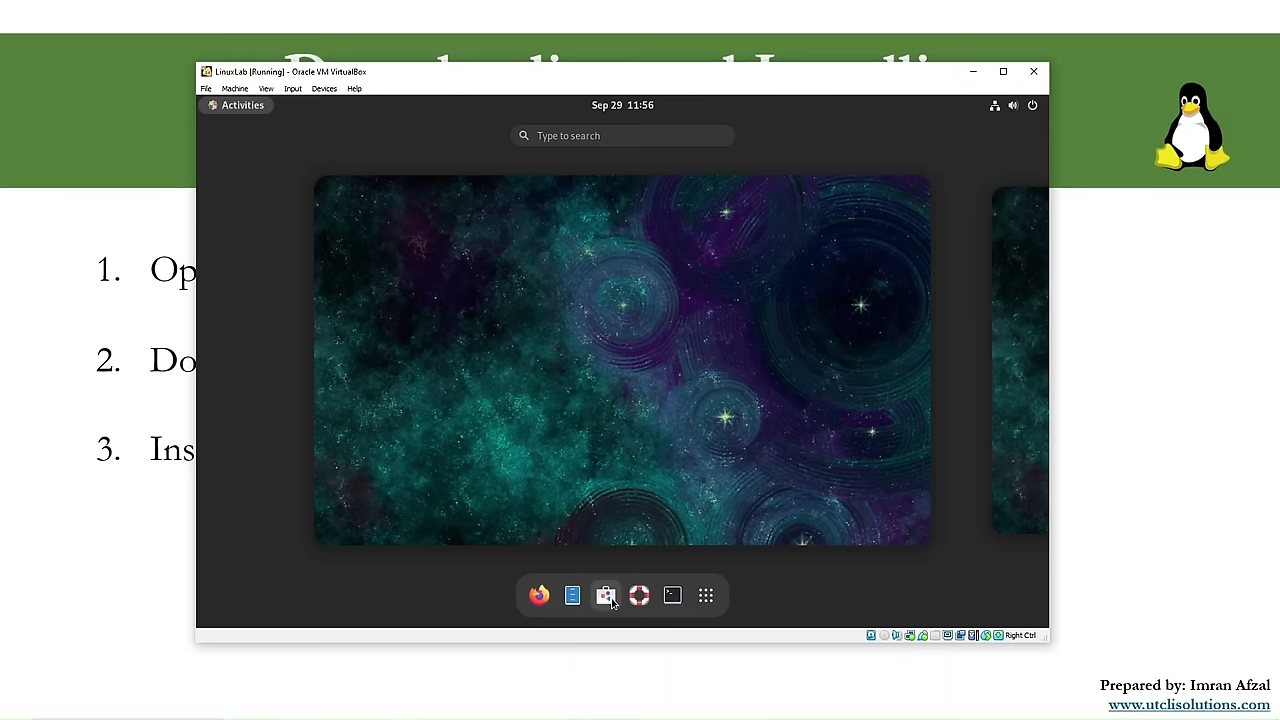 LinuxLab [Running] - Oracle VM VirtualBox
File Machine View Input Devices Help
Activities
Sep 29 11:56
Type to search
1. Op
2. Do
3. Ins
Right Ctrl
Prepared by: Imran Afzal
www.utclisolutions.com